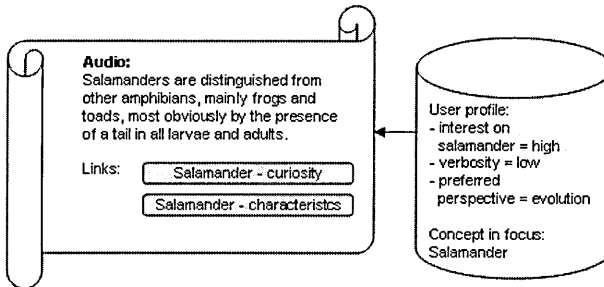 Audio:
Salamanders are distinguished from
other amphibians, mainly frogs and
toads, most obviously by the presence
of a tail in all larvae and adults.
Links:
Salamander - curiosity
Salamander - characteristcs
User profile:
- interest on
salamander = high
- verbosity = low
- preferred
perspective = evolution
Concept in focus:
Salamander